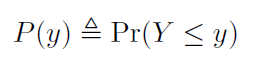 P(y) ≜ Pr(Y ≤ y)